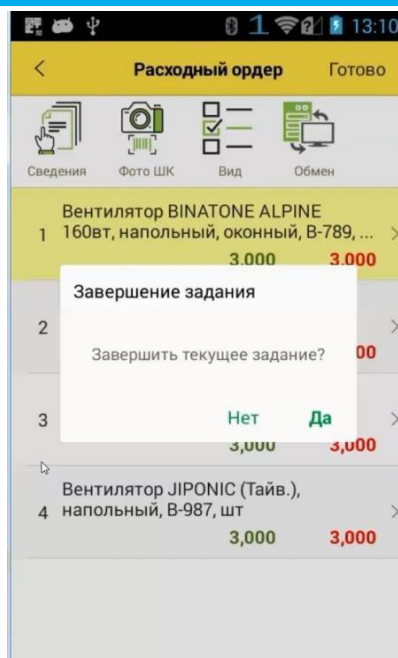 1 13:10
Расходный ордер Готово
Сведения Фото ШК Вид Обмен
Вентилятор BINATONE ALPINE
1 160вт, напольный, оконный, В-789, ...
3,000 3,000
Завершение задания
2
Завершить текущее задание?
00
Нет Да
3
3,000 3,000
Вентилятор JIPONIC (Тайв.),
4 напольный, В-987, шт
3,000 3,000